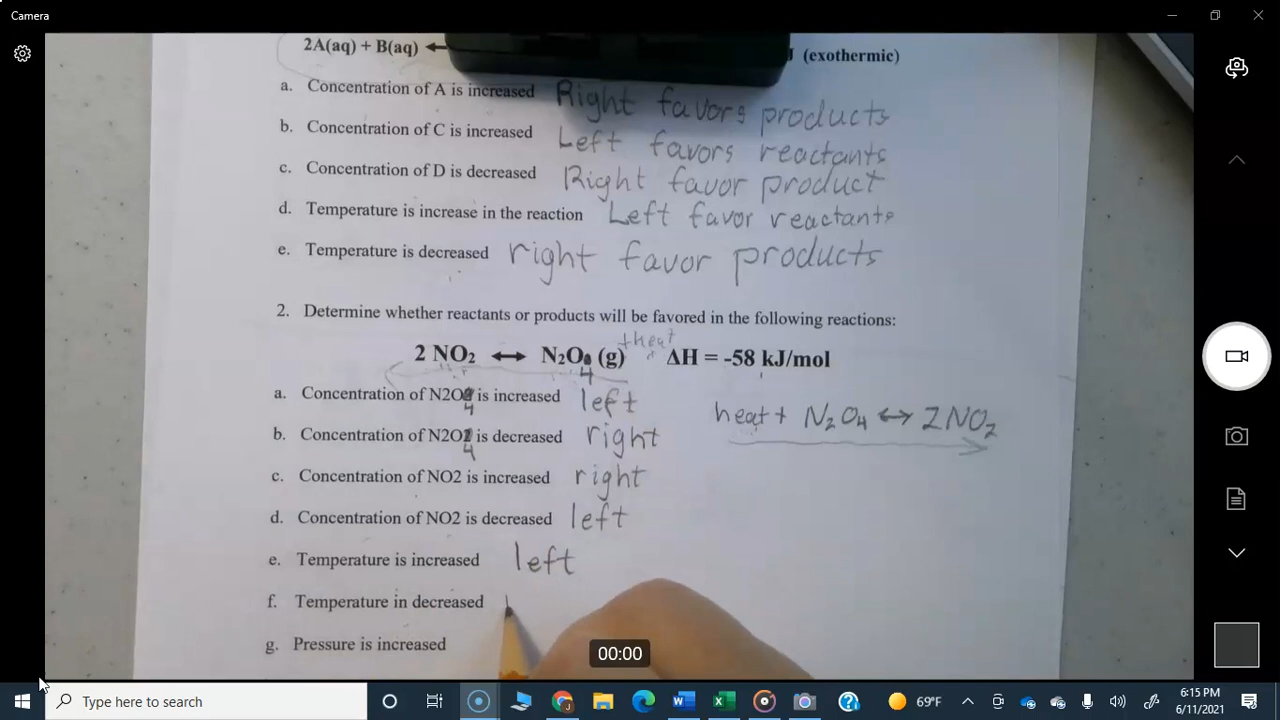 Camera
2A(aq) + B(aq) ← (exothermic)
a. Concentration of A is increased Right favors products
b. Concentration of C is increased Left favors reactants
c. Concentration of D is decreased Right favor product
d. Temperature is increase in the reaction Left favor reactants
e. Temperature is decreased right favor products
2. Determine whether reactants or products will be favored in the following reactions:
+heat
2 NO₂ ↔ N₂O (g) ΔH = -58 kJ/mol
4
a. Concentration of N2O4 is increased left
heat + N₂O₄ ↔ 2NO₂
b. Concentration of N2O4 is decreased right
c. Concentration of NO2 is increased right
d. Concentration of NO2 is decreased left
e. Temperature is increased left
f. Temperature in decreased
g. Pressure is increased
00:00
Type here to search
69°F
6:15 PM
6/11/2021